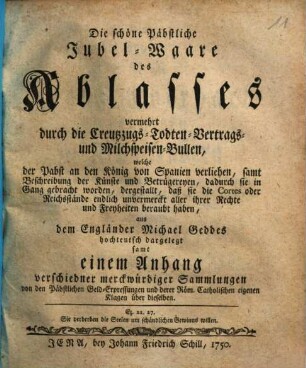 11
Die schöne Päbstliche
Jubel-Waare
des
Ablasses
vermehrt
durch die Creutzzugs-Todten-Vertrags-
und Milchspeisen-Bullen,
welche
der Pabst an den König von Spanien verliehen, samt
Beschreibung der Künste und Betrügereyen, dadurch sie in
Gang gebracht worden, dergestallt, daß sie die Cortes oder
Reichsstände endlich unvermerckt aller ihrer Rechte
und Freyheiten beraubt haben,
aus
dem Engländer Michael Geddes
hochteutsch dargelegt
samt
einem Anhang
verschiedner merckwürdiger Sammlungen
von den Päbstlichen Geld-Erpressungen und derer Röm. Catholischen eigenen
Klagen über dieselben.
Ez. 22. 27.
Sie verderben die Seelen um schändlichen Gewinns willen.
JENA, bey Johann Friedrich Schill, 1750.